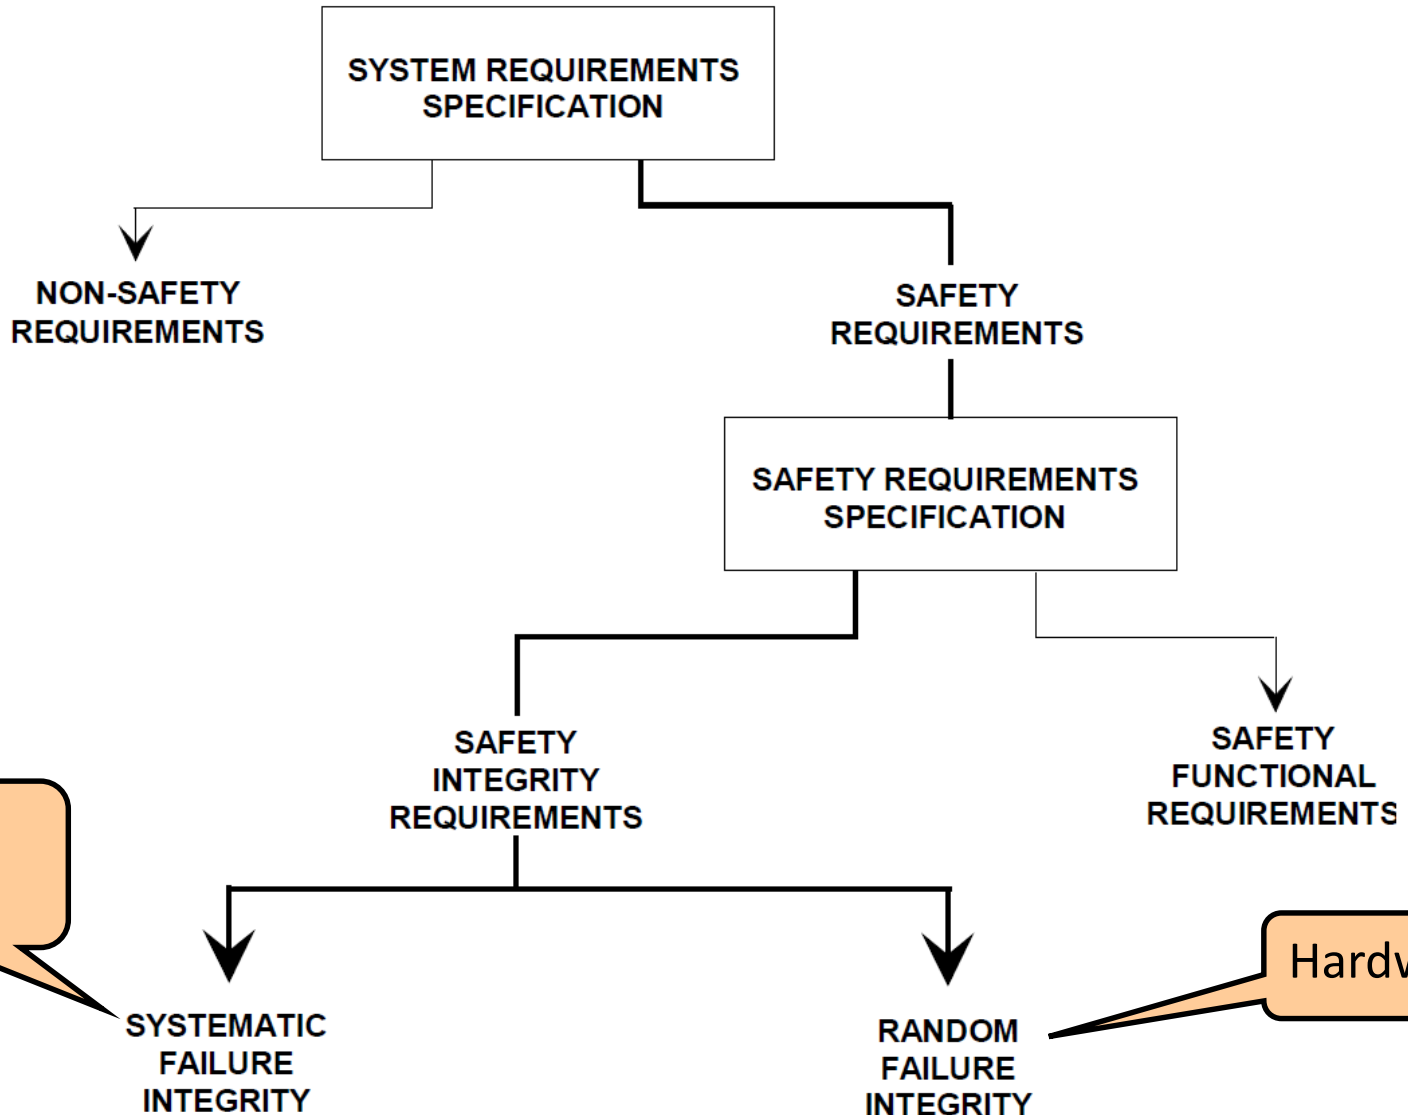 SYSTEM REQUIREMENTS
SPECIFICATION
NON-SAFETY
REQUIREMENTS
SAFETY
REQUIREMENTS
SAFETY REQUIREMENTS
SPECIFICATION
SAFETY
INTEGRITY
REQUIREMENTS
SAFETY
FUNCTIONAL
REQUIREMENTS
SYSTEMATIC
FAILURE
INTEGRITY
RANDOM
FAILURE
INTEGRITY